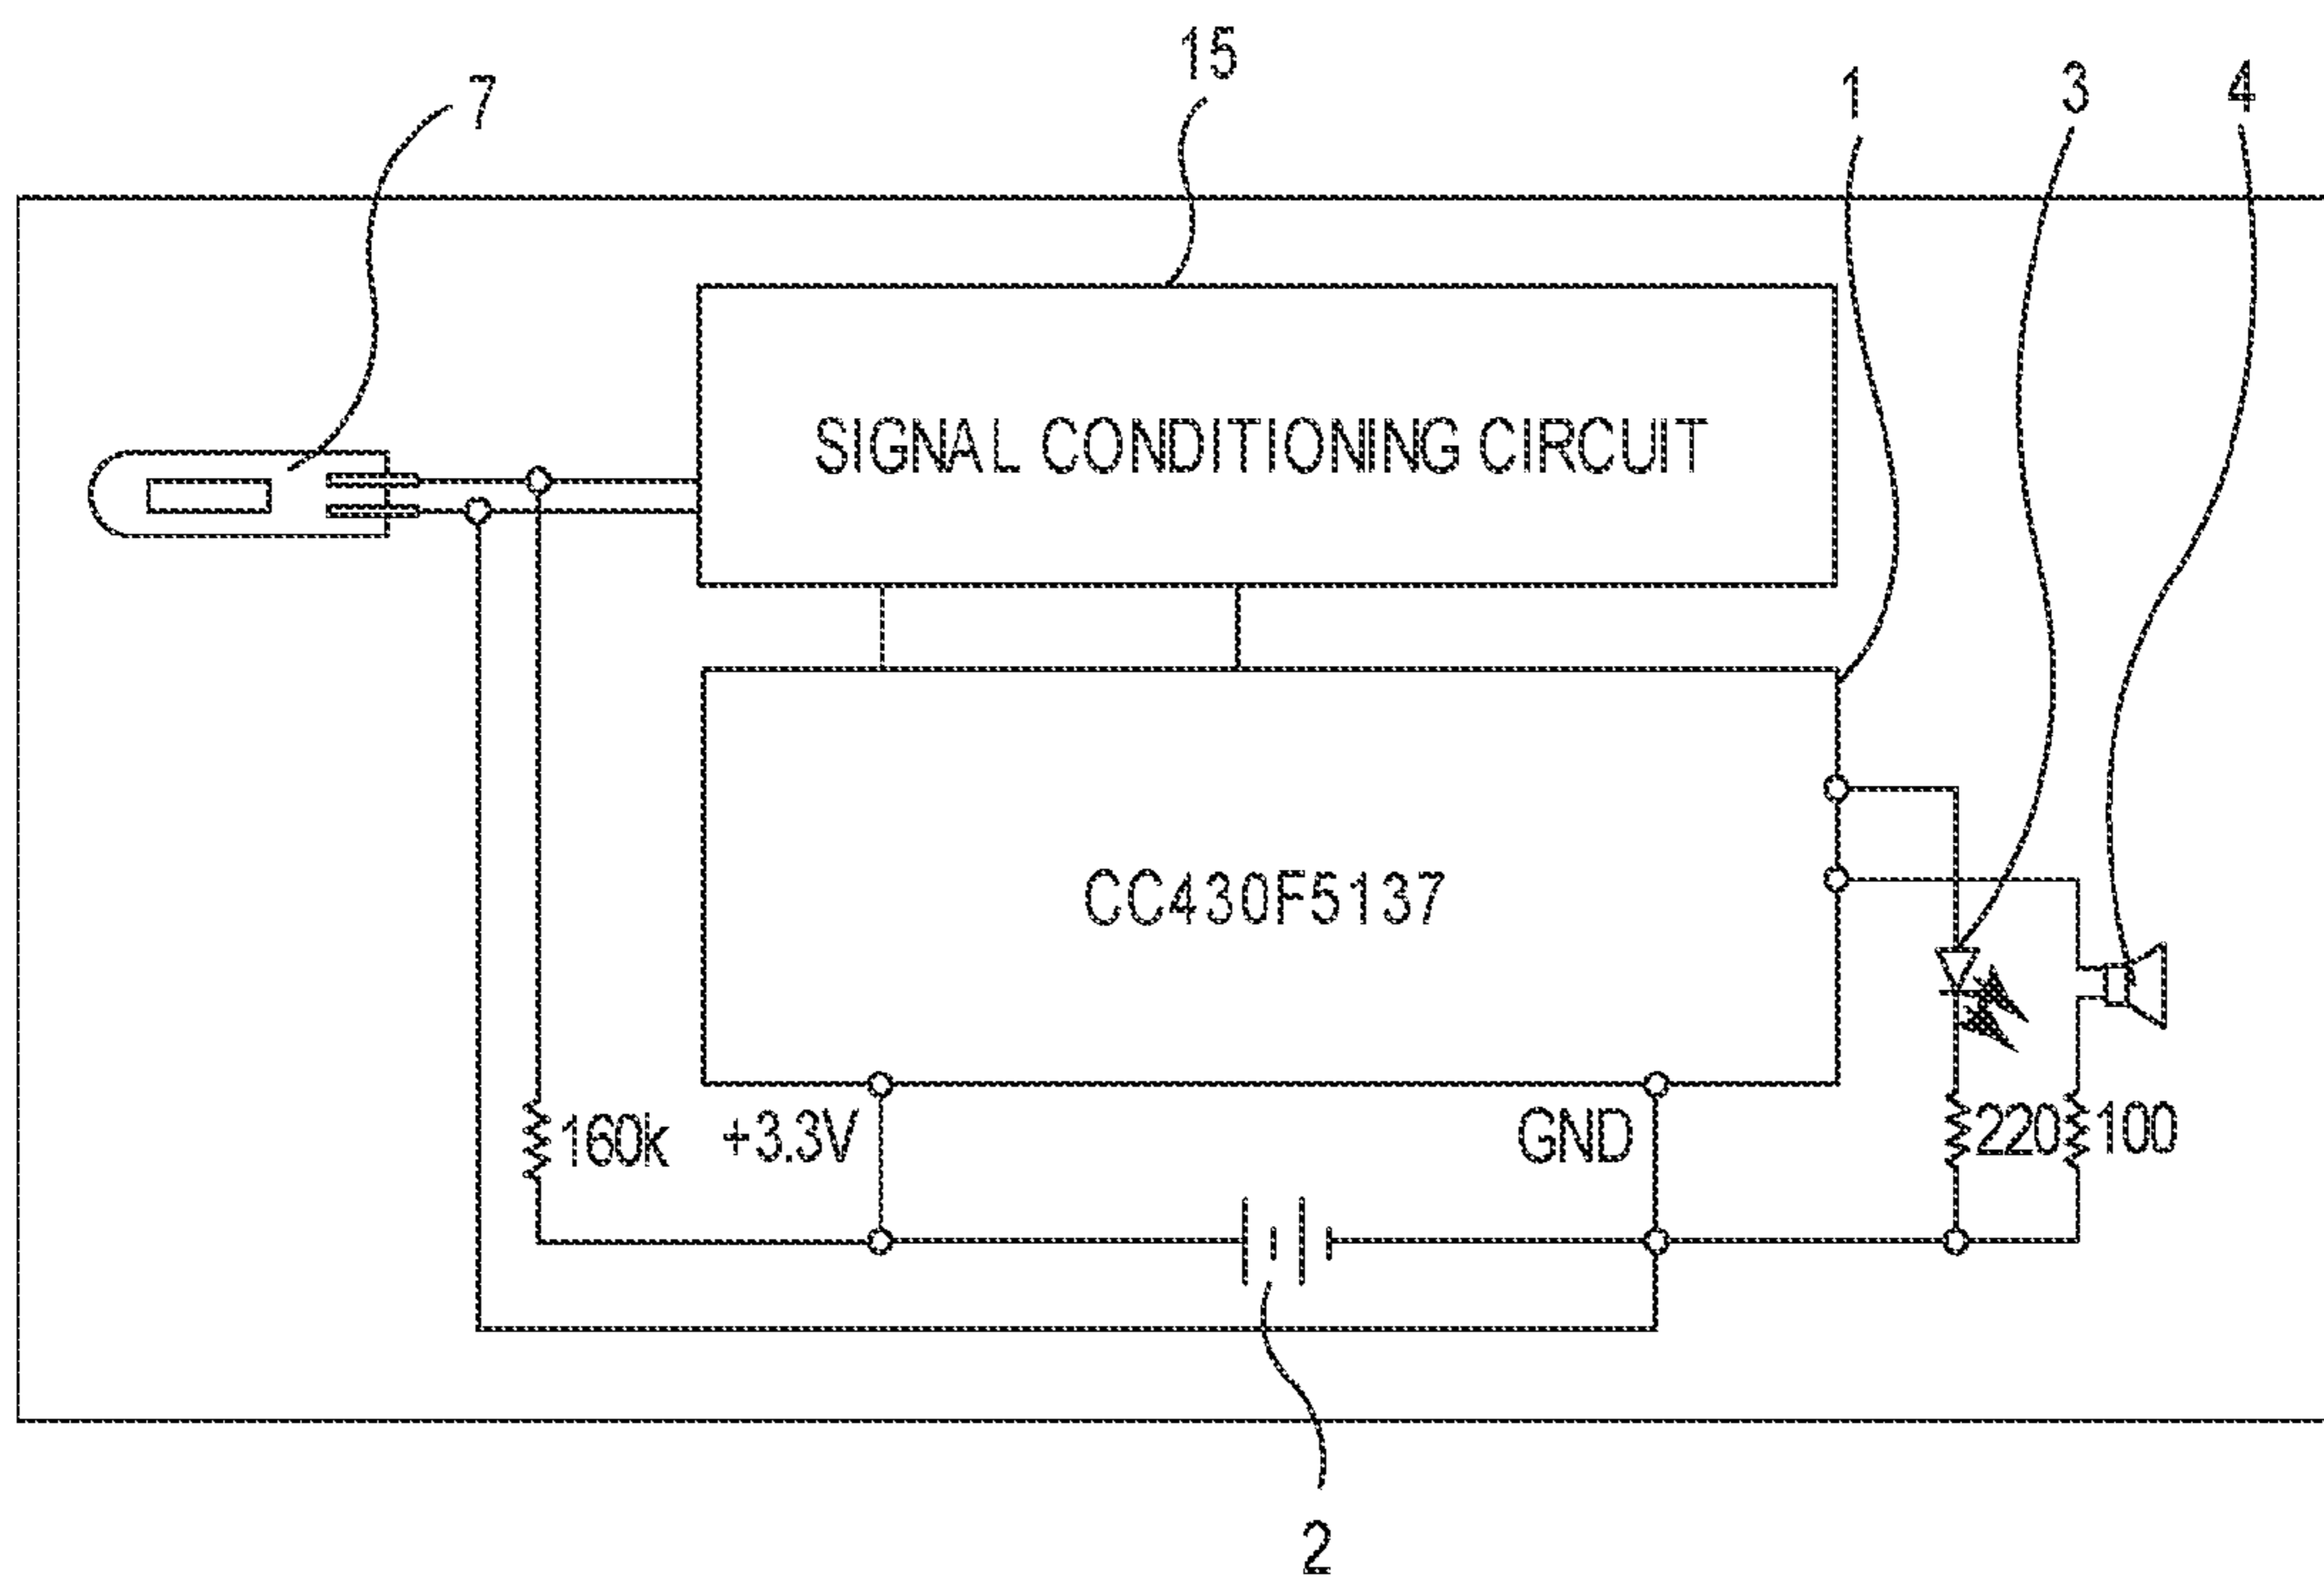 15
7
1
3
4
SIGNAL CONDITIONING CIRCUIT
CC430F5137
160k
+3.3V
GND
220
100
2